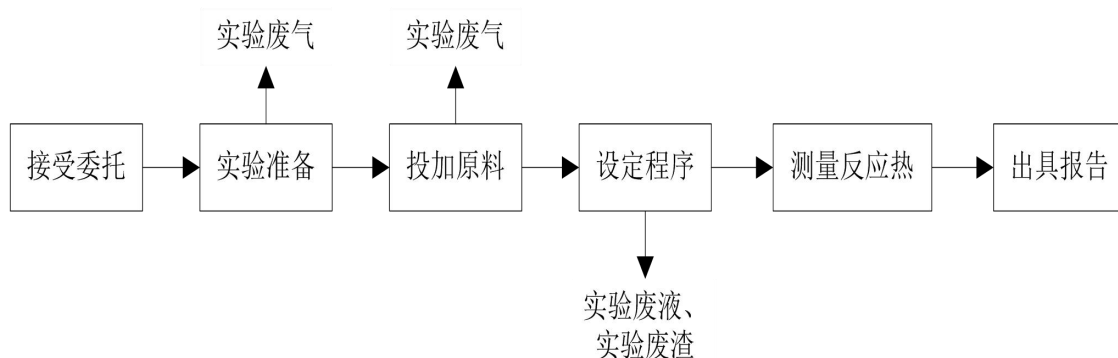 实验废气
实验废气
接受委托
实验准备
投加原料
设定程序
测量反应热
出具报告
实验废液、
实验废渣